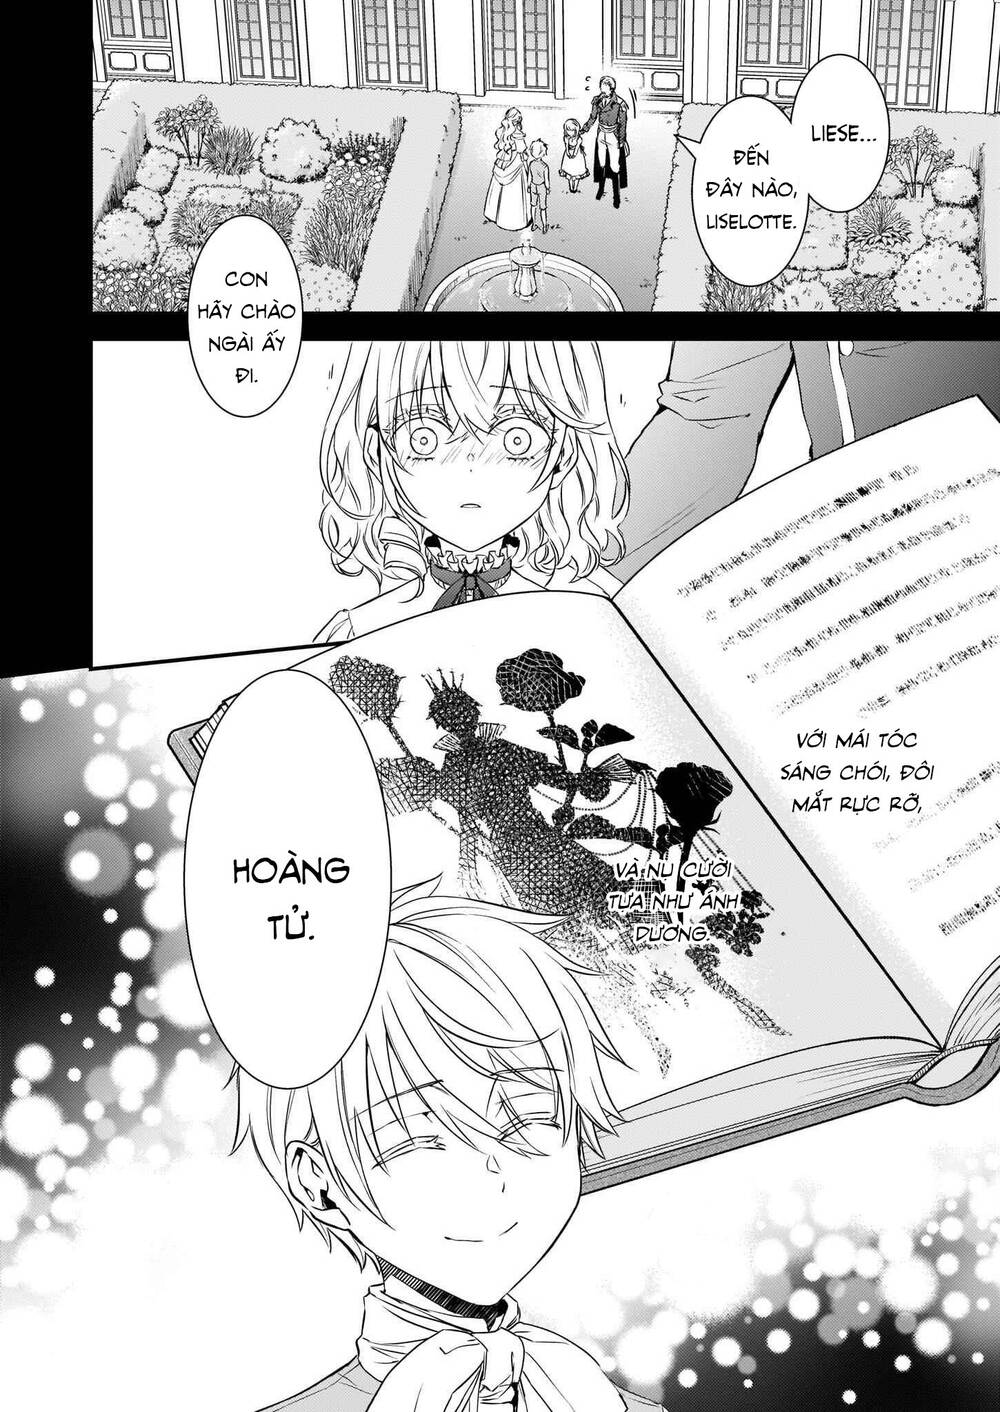 LIESE...
ĐẾN
ĐÂY NÀO,
LISELOTTE.
CON
HÃY CHÀO
NGÀI ẤY
ĐI.
VỚI MÁI TÓC
SÁNG CHÓI, ĐÔI
MẮT RỰC RỠ,
VÀ NỤ CƯỜI
TỰA NHƯ ÁNH
DƯƠNG.
HOÀNG
TỬ.